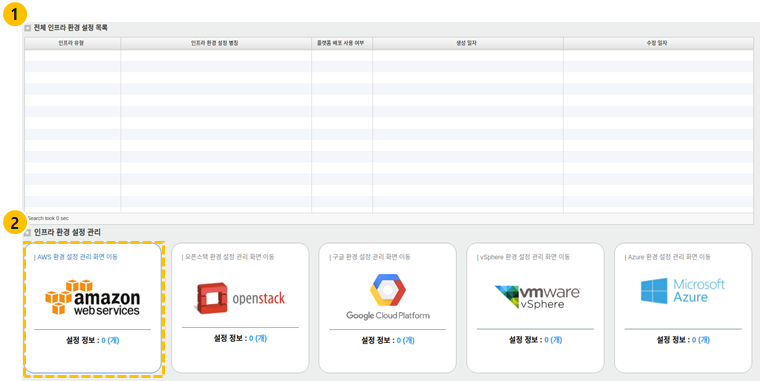 1
전체 인프라 환경 설정 목록
인프라 유형 인프라 환경 설정 별칭 플랫폼 배포 사용 여부 생성 일자 수정 일자
Search took 0 sec
2
인프라 환경 설정 관리
| AWS 환경 설정 관리 화면 이동
amazon
web services
설정 정보 : 0 (개)
| 오픈스택 환경 설정 관리 화면 이동
openstack
설정 정보 : 0 (개)
| 구글 환경 설정 관리 화면 이동
Google Cloud Platform
설정 정보 : 0 (개)
| vSphere 환경 설정 관리 화면 이동
vmware
vSphere
설정 정보 : 0 (개)
| Azure 환경 설정 관리 화면 이동
Microsoft
Azure
설정 정보 : 0 (개)